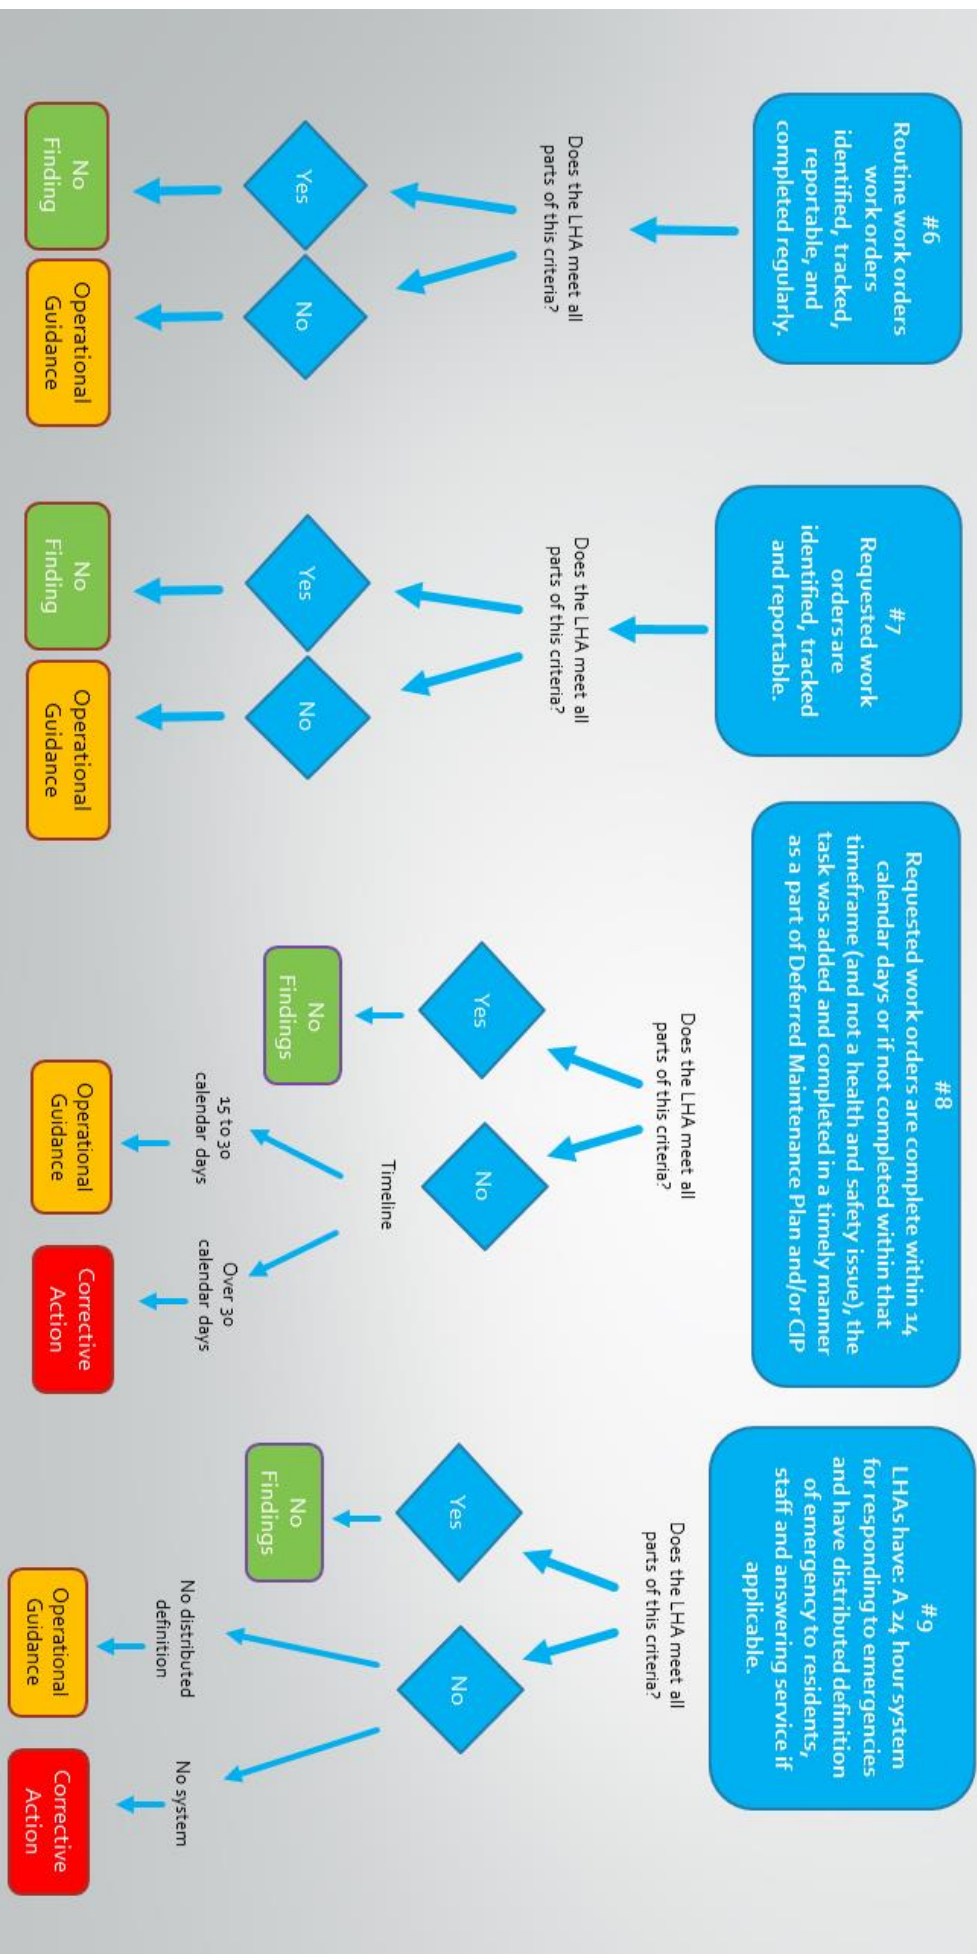 #6
Routine work orders
work orders
identified, tracked,
reportable, and
completed regularly.
Does the LHA meet all
parts of this criteria?
Yes
No
No
Finding
Operational
Guidance
#7
Requested work
orders are
identified, tracked
and reportable.
Does the LHA meet all
parts of this criteria?
Yes
No
No
Finding
Operational
Guidance
#8
Requested work orders are complete within 14
calendar days or if not completed within that
timeframe (and not a health and safety issue), the
task was added and completed in a timely manner
as a part of Deferred Maintenance Plan and/or CIP
Does the LHA meet all
parts of this criteria?
Yes
No
No
Findings
Timeline
15 to 30
calendar days
Over 30
calendar days
Operational
Guidance
Corrective
Action
#9
LHAs have: A 24 hour system
for responding to emergencies
and have distributed definition
of emergency to residents,
staff and answering service if
applicable.
Does the LHA meet all
parts of this criteria?
Yes
No
No
Findings
No distributed
definition
No system
Operational
Guidance
Corrective
Action